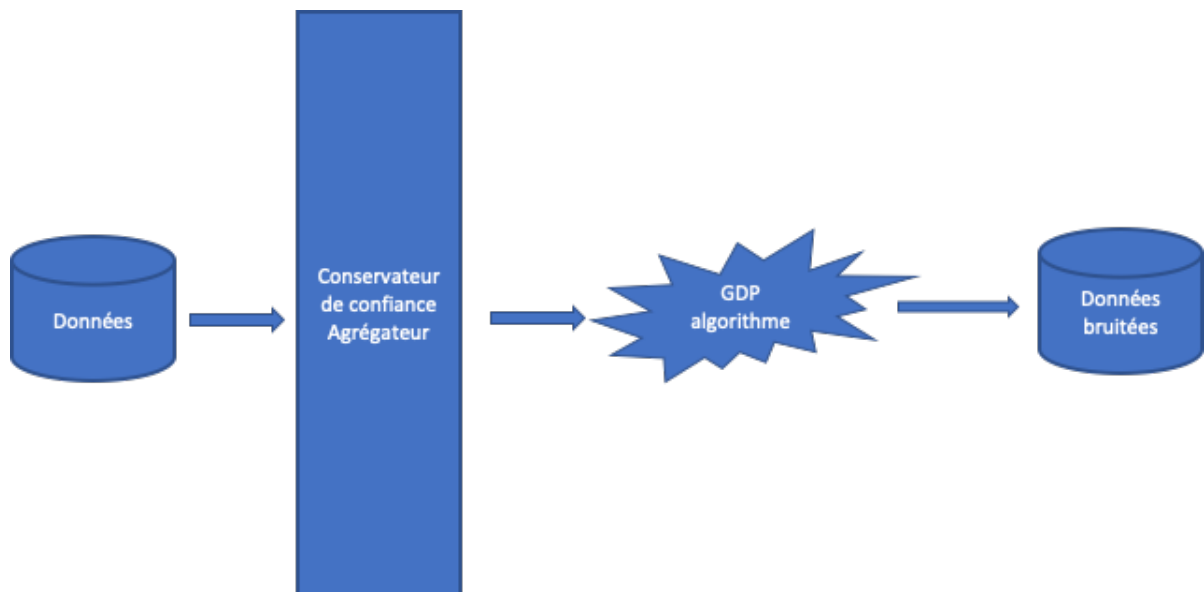 Données
Conservateur
de confiance
Agrégateur
GDP
algorithme
Données
bruitées